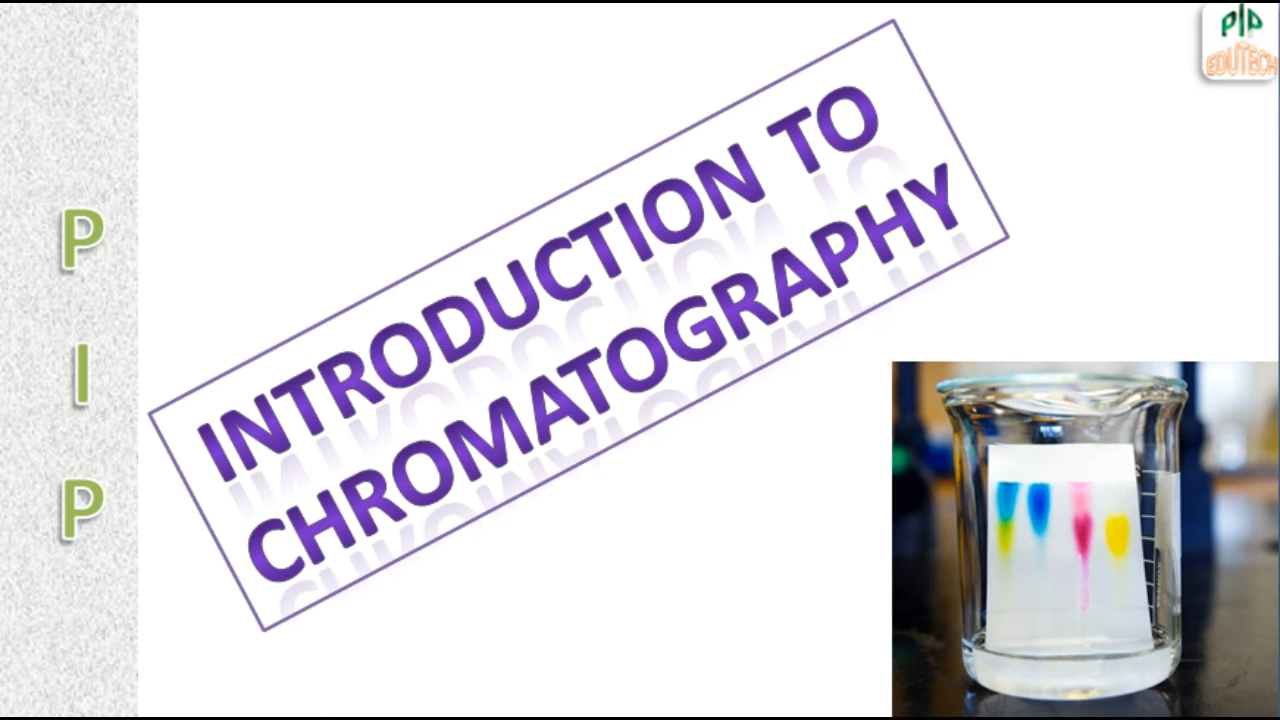 P
I
P
INTRODUCTION TO
CHROMATOGRAPHY
PIP
EDUTECH